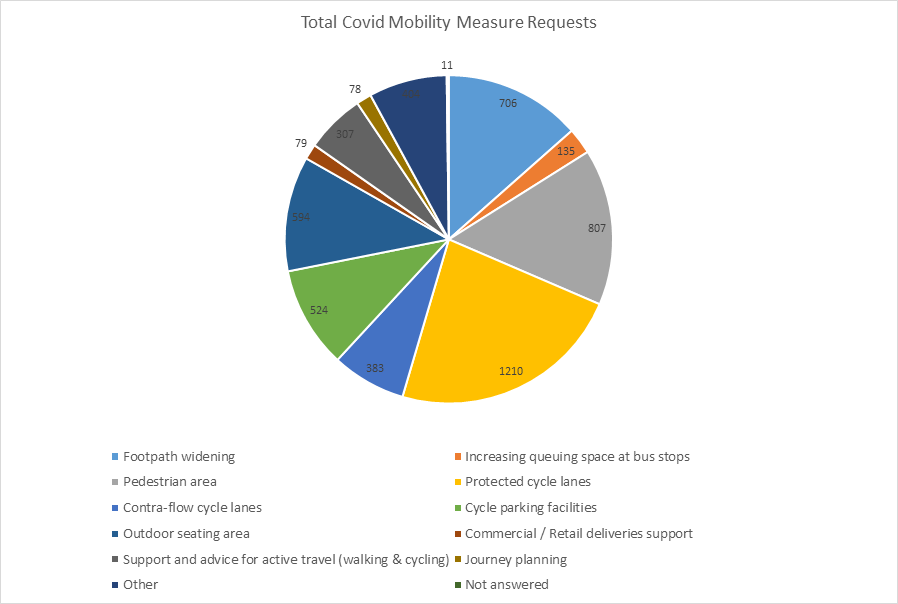 Total Covid Mobility Measure Requests
11
78
706
79
307
135
594
807
524
383
1210
Footpath widening
Increasing queuing space at bus stops
Pedestrian area
Protected cycle lanes
Contra-flow cycle lanes
Cycle parking facilities
Outdoor seating area
Commercial / Retail deliveries support
Support and advice for active travel (walking & cycling)
Journey planning
Other
Not answered